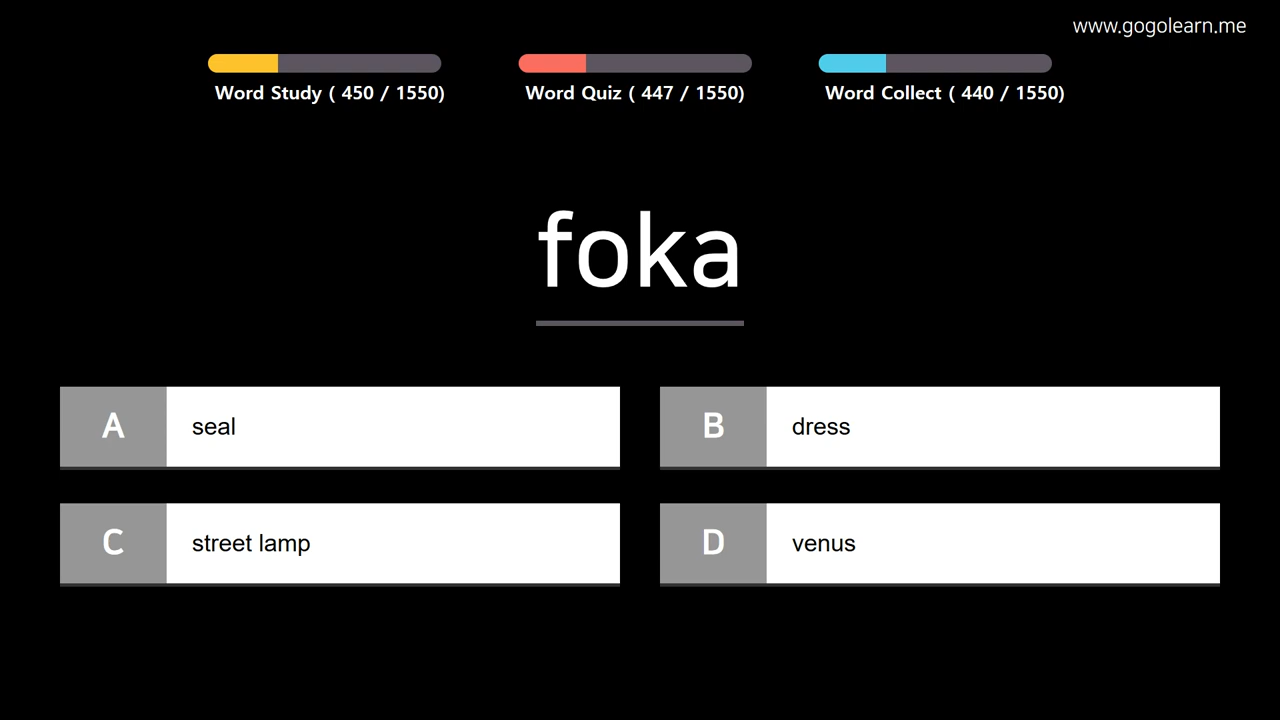 www.gogolearn.me
Word Study ( 450 / 1550)
Word Quiz ( 447 / 1550)
Word Collect ( 440 / 1550)
foka
A seal
B dress
C street lamp
D venus